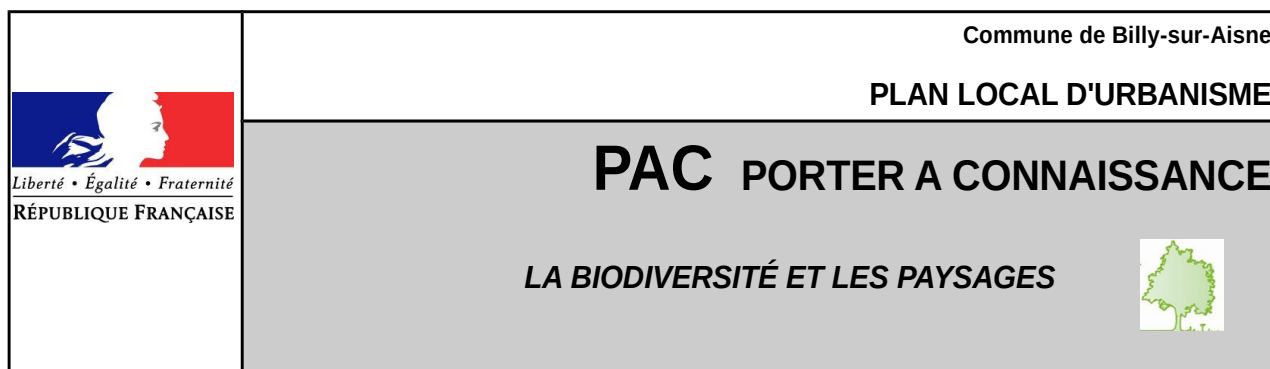 Commune de Billy-sur-Aisne
PLAN LOCAL D'URBANISME
PAC PORTER A CONNAISSANCE
LA BIODIVERSITÉ ET LES PAYSAGES
Liberté • Égalité • Fraternité
RÉPUBLIQUE FRANÇAISE